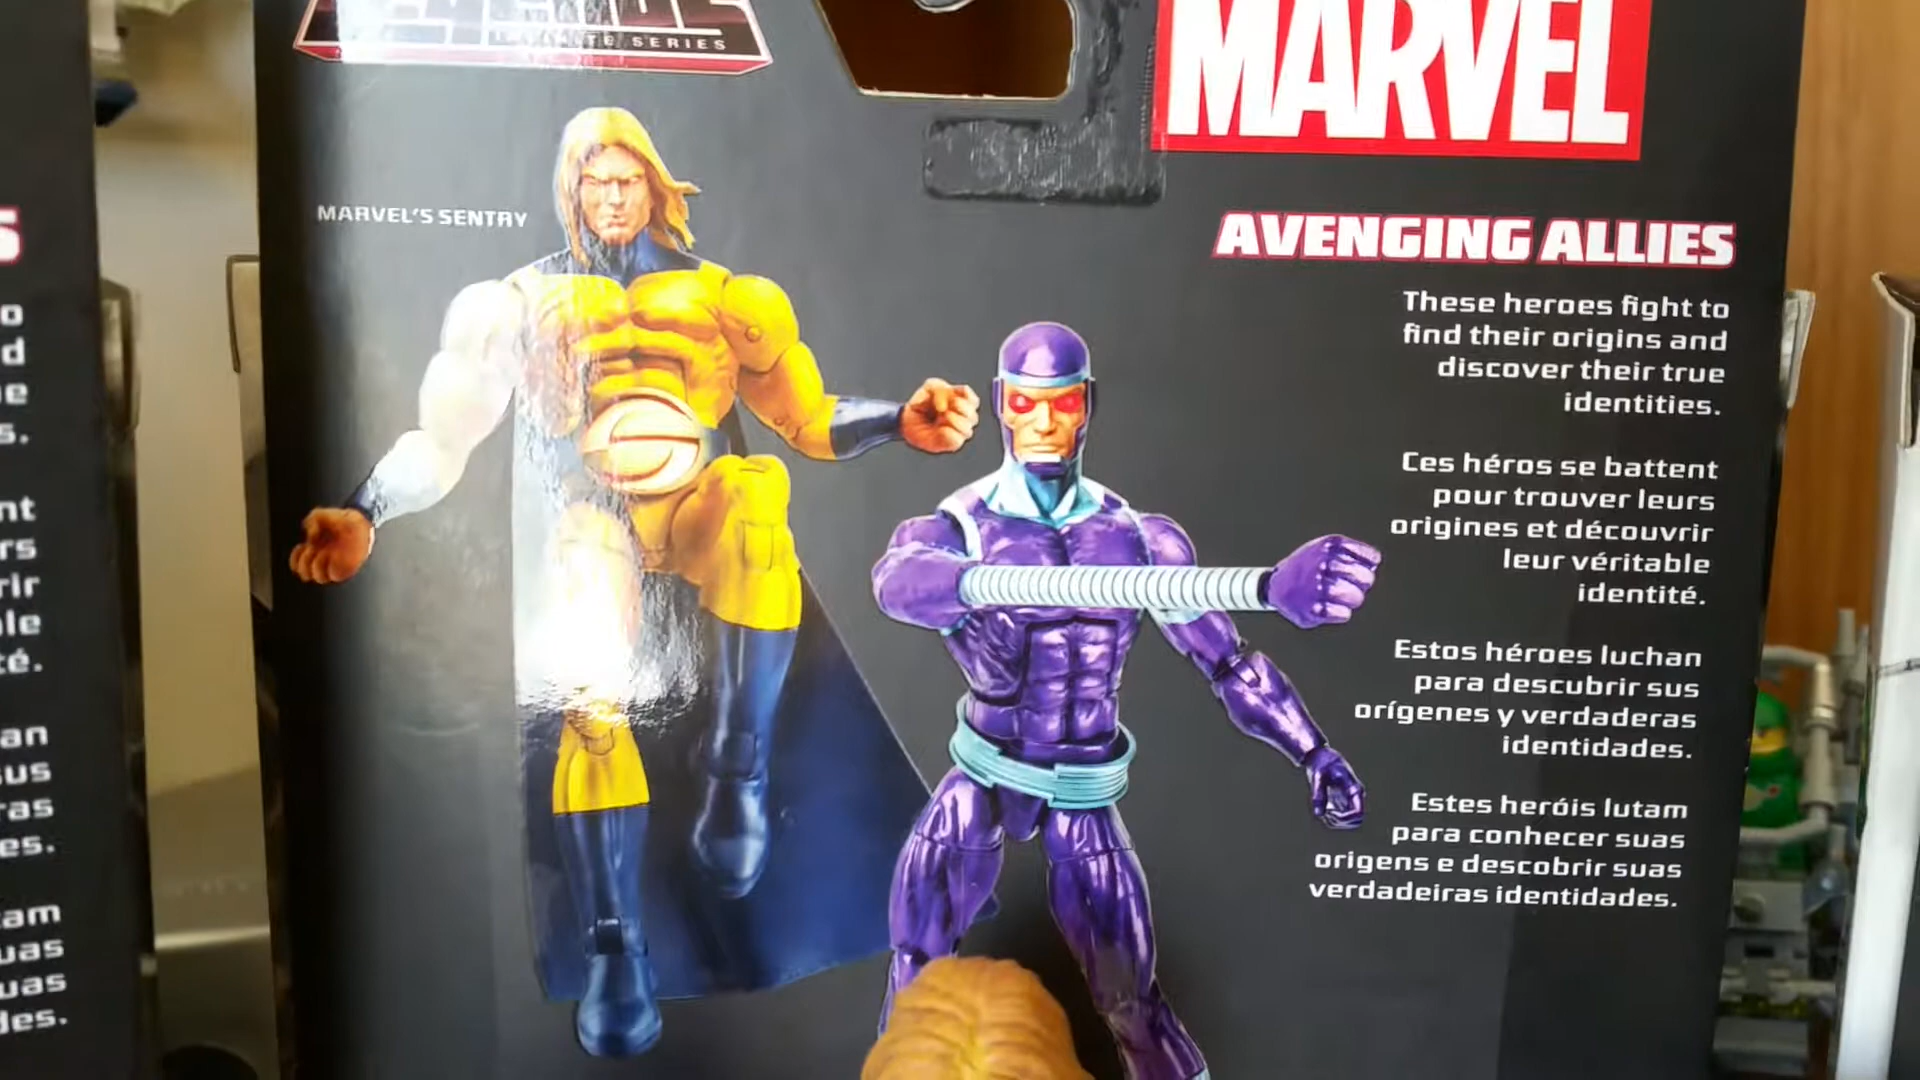 SERIES
MARVEL
MARVEL'S SENTRY
AVENGING ALLIES
These heroes fight to
find their origins and
discover their true
identities.
Ces héros se battent
pour trouver leurs
origines et découvrir
leur véritable
identité.
Estos héroes luchan
para descubrir sus
orígenes y verdaderas
identidades.
Estes heróis lutam
para conhecer suas
origens e descobrir suas
verdadeiras identidades.